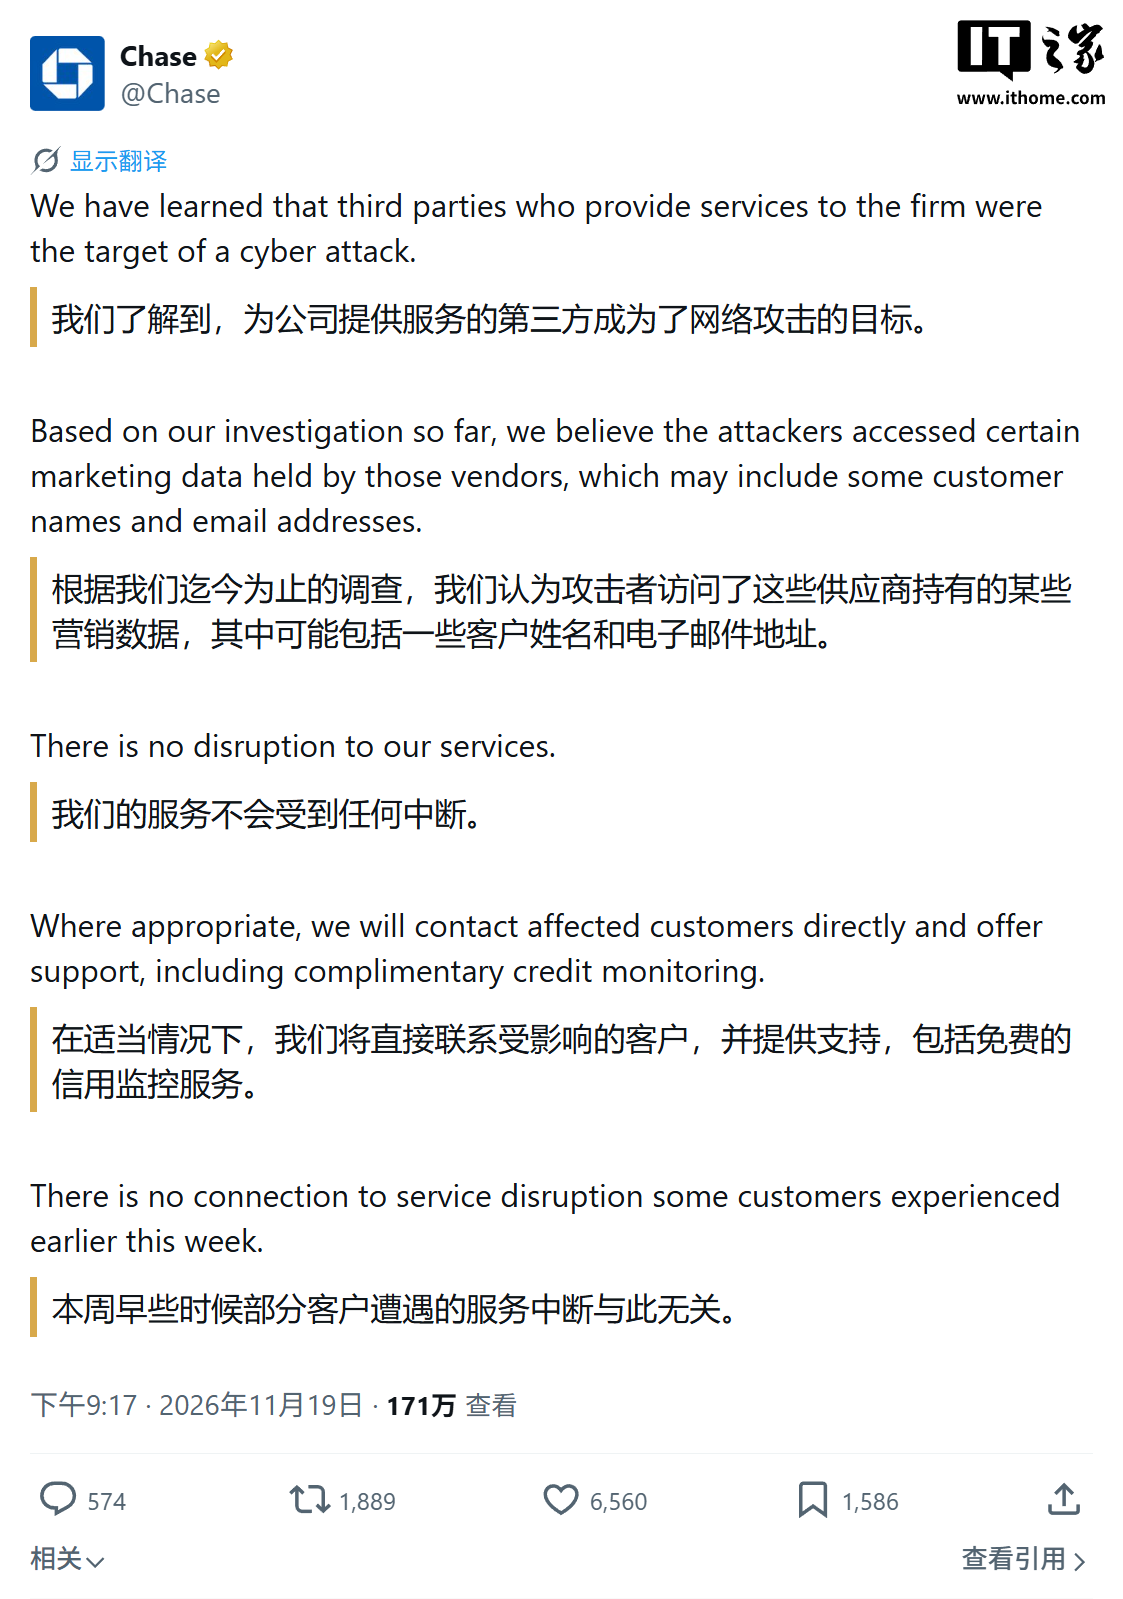 Chase
@Chase
IT之家
www.ithome.com
显示翻译
We have learned that third parties who provide services to the firm were
the target of a cyber attack.
我们了解到，为公司提供服务的第三方成为了网络攻击的目标。
Based on our investigation so far, we believe the attackers accessed certain
marketing data held by those vendors, which may include some customer
names and email addresses.
根据我们迄今为止的调查，我们认为攻击者访问了这些供应商持有的某些
营销数据，其中可能包括一些客户姓名和电子邮件地址。
There is no disruption to our services.
我们的服务不会受到任何中断。
Where appropriate, we will contact affected customers directly and offer
support, including complimentary credit monitoring.
在适当情况下，我们将直接联系受影响的客户，并提供支持，包括免费的
信用监控服务。
There is no connection to service disruption some customers experienced
earlier this week.
本周早些时候部分客户遭遇的服务中断与此无关。
下午9:17 · 2026年11月19日 · 171万 查看
574 1,889 6,560 1,586
相关 查看引用